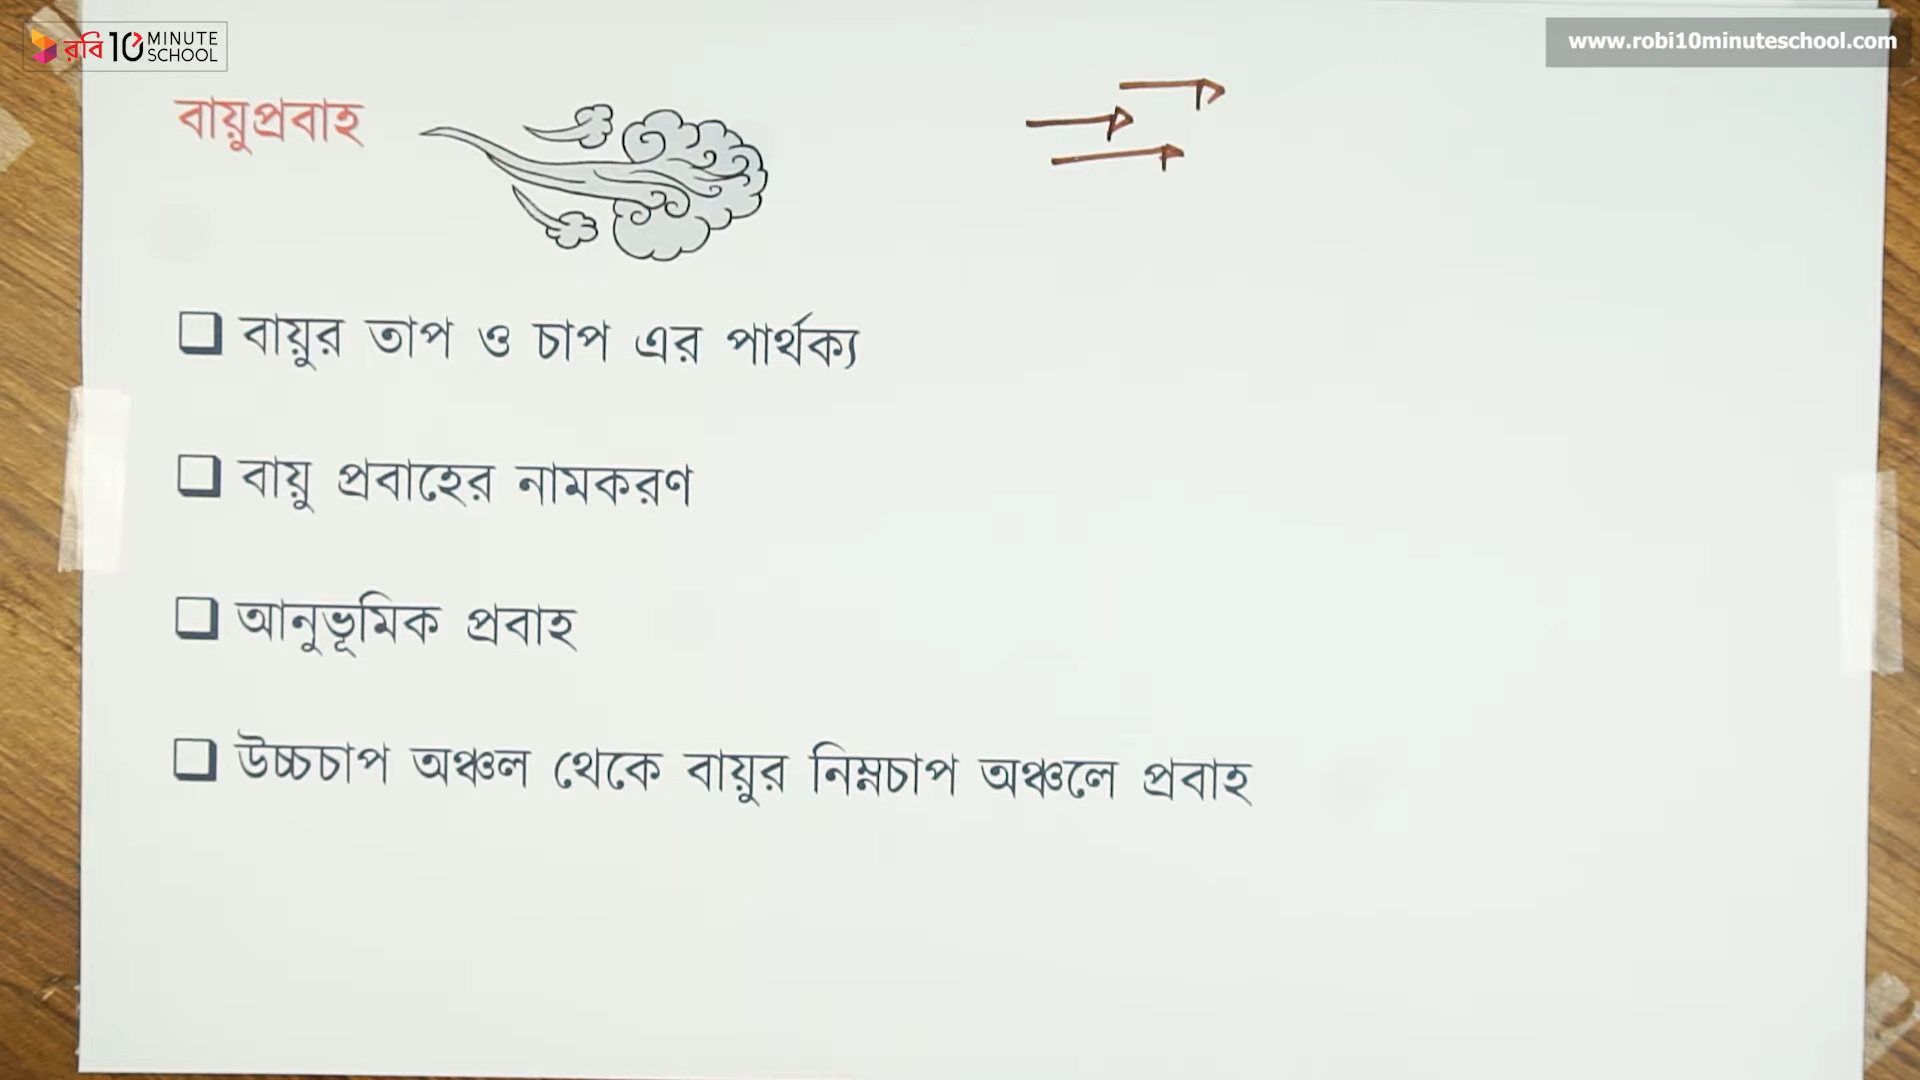 রবি 10 MINUTE SCHOOL
www.robi10minuteschool.com
বায়ুপ্রবাহ
বায়ুর তাপ ও চাপ এর পার্থক্য
বায়ু প্রবাহের নামকরণ
আনুভূমিক প্রবাহ
উচ্চচাপ অঞ্চল থেকে বায়ুর নিম্নচাপ অঞ্চলে প্রবাহ